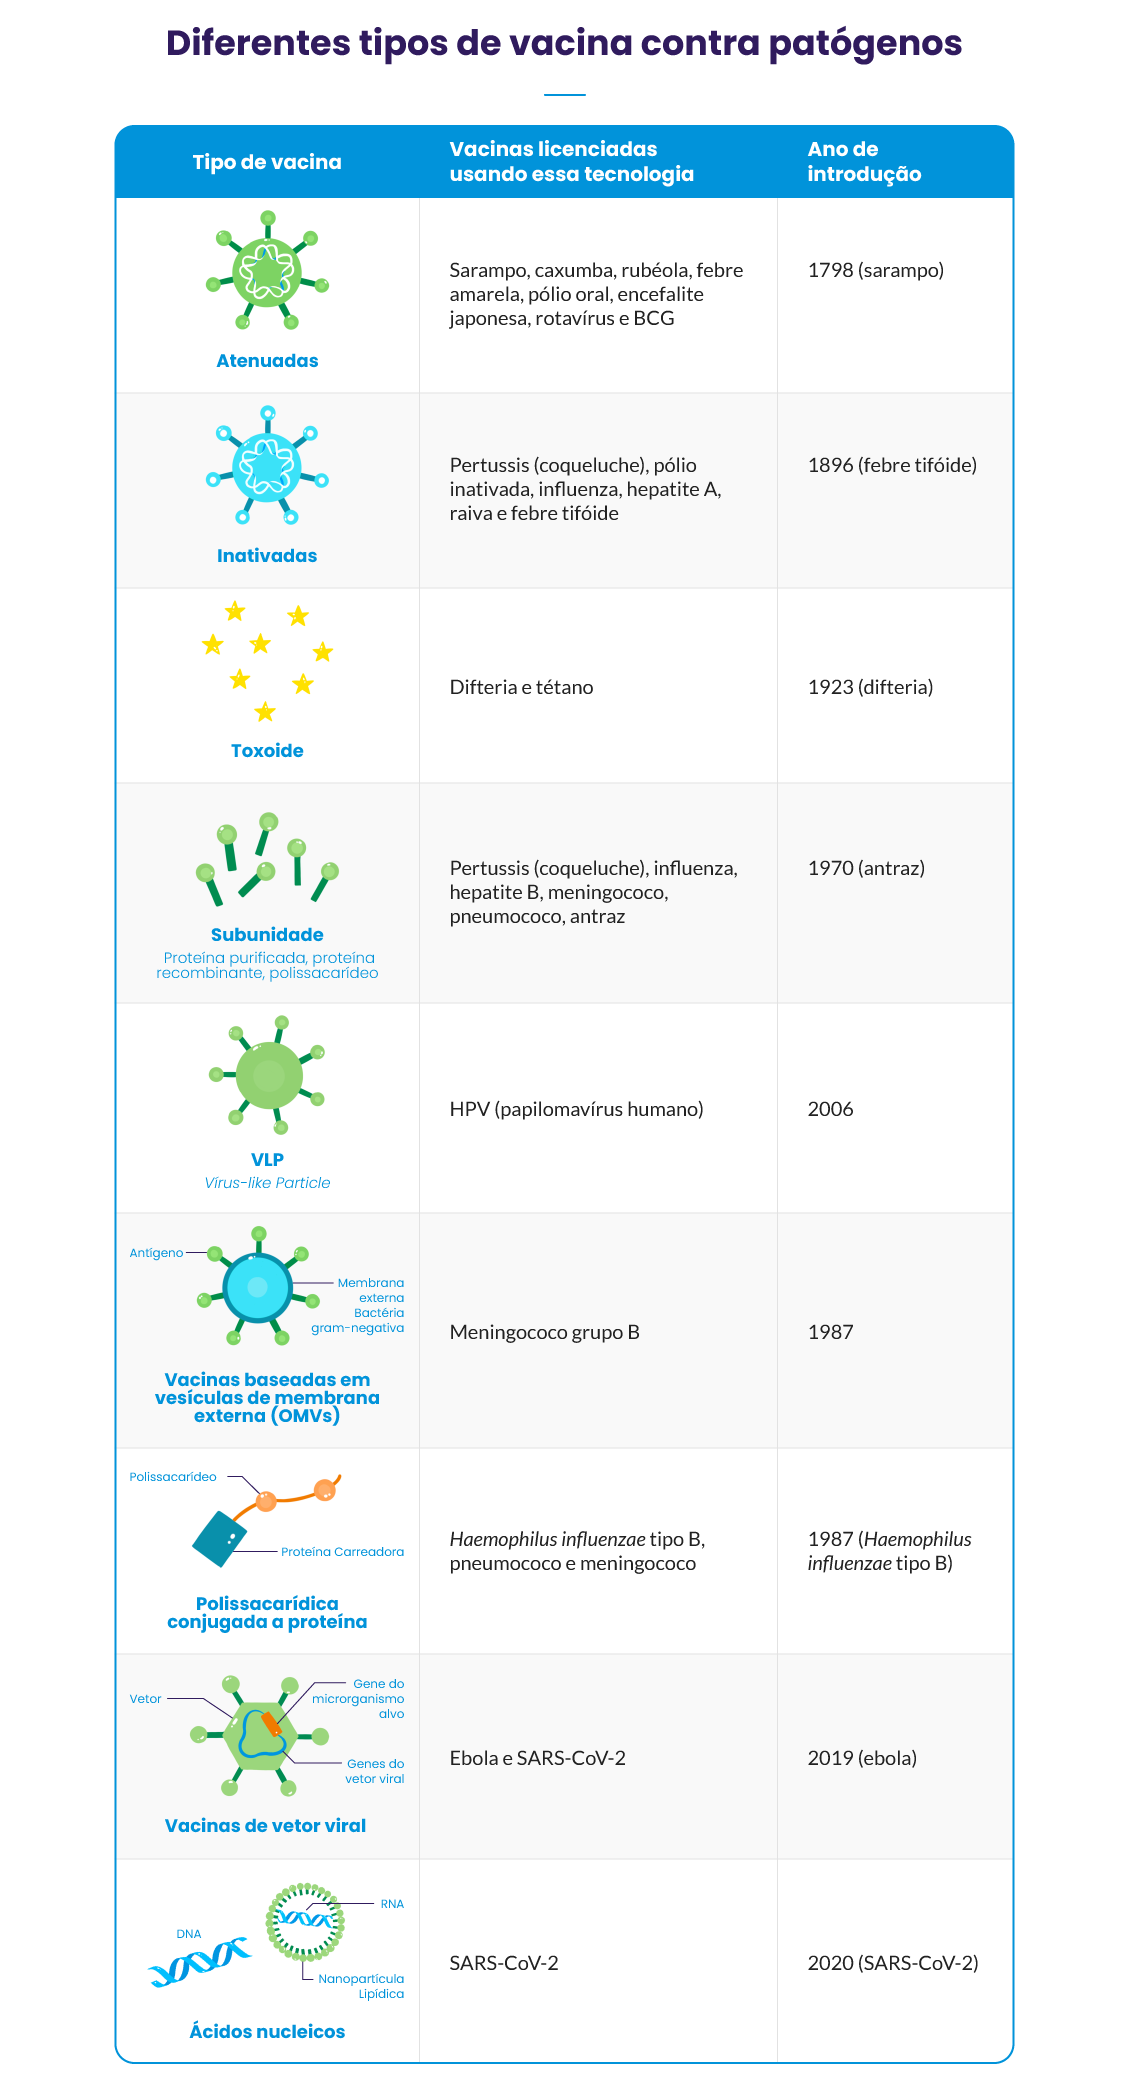 Diferentes tipos de vacina contra patógenos
Tipo de vacina
Vacinas licenciadas
usando essa tecnologia
Ano de
introdução
Atenuadas
Sarampo, caxumba, rubéola, febre
amarela, pólio oral, encefalite
japonesa, rotavírus e BCG
1798 (sarampo)
Inativadas
Pertussis (coqueluche), pólio
inativada, influenza, hepatite A,
raiva e febre tifóide
1896 (febre tifóide)
Toxoide
Difteria e tétano
1923 (difteria)
Subunidade
Proteína purificada, proteína
recombinante, polissacarídeo
Pertussis (coqueluche), influenza,
hepatite B, meningococo,
pneumococo, antraz
1970 (antraz)
VLP
Vírus-like Particle
HPV (papilomavírus humano)
2006
Antígeno
Membrana
externa
Bactéria
gram-negativa
Vacinas baseadas em
vesículas de membrana
externa (OMVs)
Meningococo grupo B
1987
Polissacarídeo
Proteína Carreadora
Polissacarídica
conjugada a proteína
Haemophilus influenzae tipo B,
pneumococo e meningococo
1987 (Haemophilus
influenzae tipo B)
Vetor
Gene do
microrganismo
alvo
Genes do
vetor viral
Vacinas de vetor viral
Ebola e SARS-CoV-2
2019 (ebola)
DNA
RNA
Nanopartícula
Lipídica
Ácidos nucleicos
SARS-CoV-2
2020 (SARS-CoV-2)